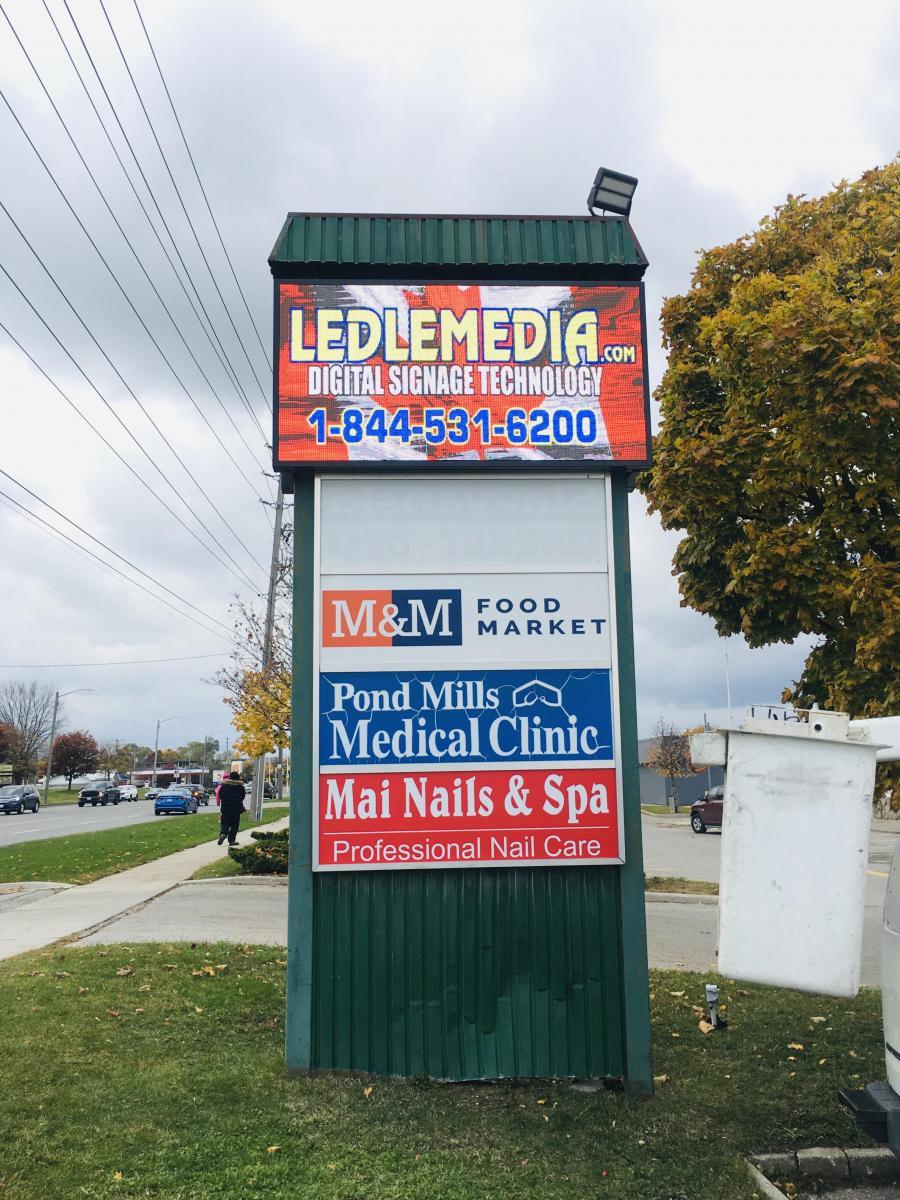 LEDLEMEDIA.COM
DIGITAL SIGNAGE TECHNOLOGY
1-844-531-6200
M&M FOOD
MARKET
Pond Mills
Medical Clinic
Mai Nails & Spa
Professional Nail Care